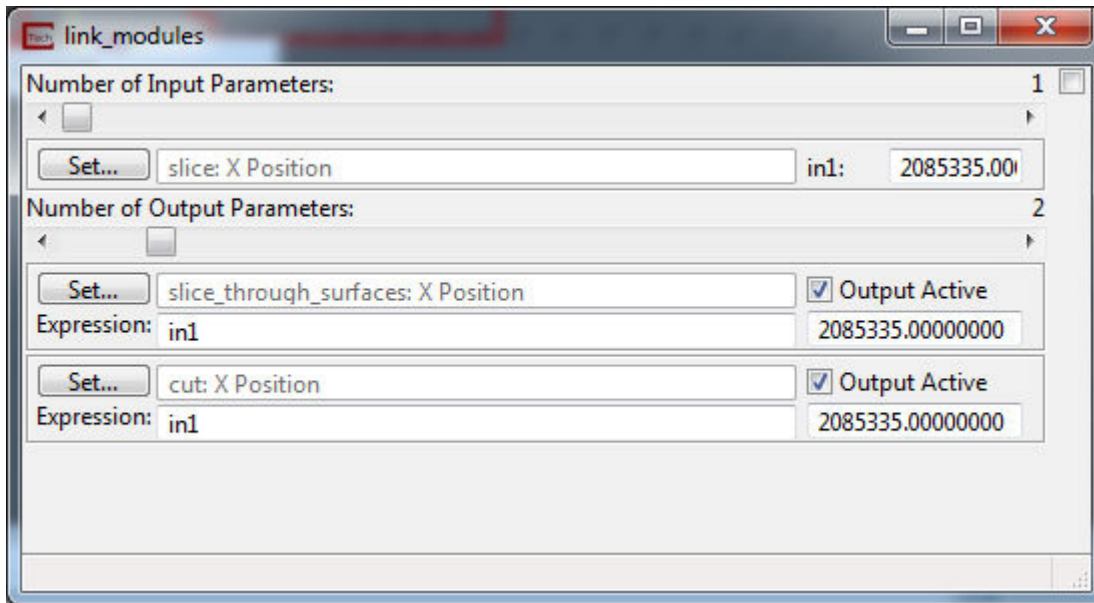 Tech link_modules
Number of Input Parameters: 1
Set... slice: X Position in1: 2085335.00
Number of Output Parameters: 2
Set... slice_through_surfaces: X Position Output Active
Expression: in1 2085335.00000000
Set... cut: X Position Output Active
Expression: in1 2085335.00000000